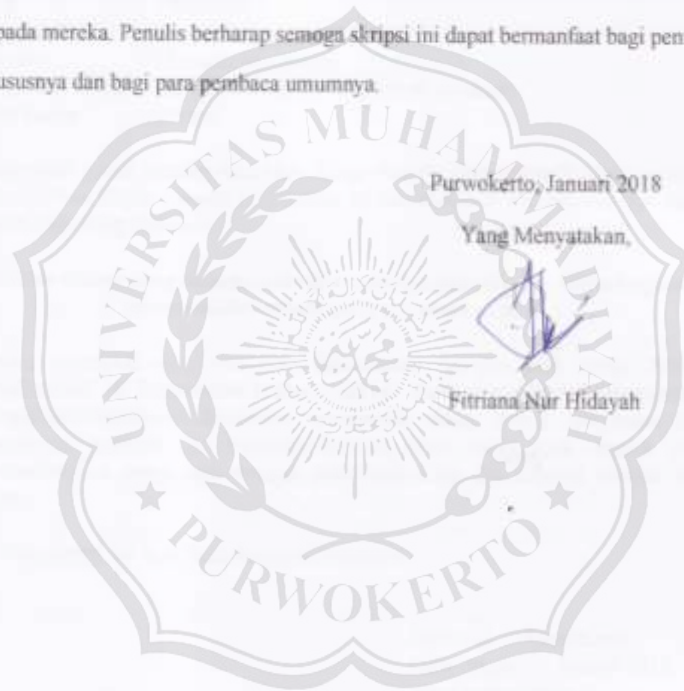 pada mereka. Penulis berharap semoga skripsi ini dapat bermanfaat bagi pen
ususnya dan bagi para pembaca umumnya.
Purwokerto, Januari 2018
Yang Menyatakan,
Fitriana Nur Hidayah
UNIVERSITAS MUHAMMADIYAH
PURWOKERTO